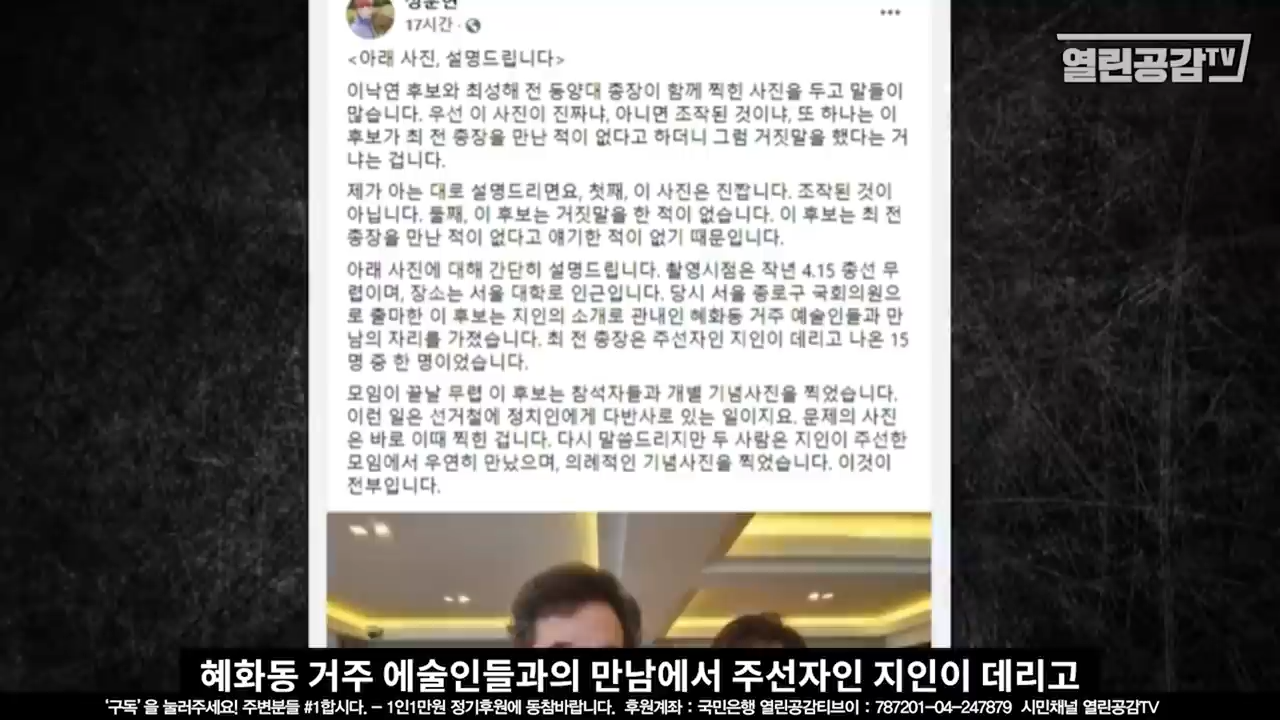 17시간 ·
열린공감TV
<아래 사진, 설명드립니다>
이낙연 후보와 최성해 전 동양대 총장이 함께 찍힌 사진을 두고 말들이
많습니다. 우선 이 사진이 진짜냐, 아니면 조작된 것이냐, 또 하나는 이
후보가 최 전 총장을 만난 적이 없다고 하더니 그럼 거짓말을 했다는 거
냐는 겁니다.
제가 아는 대로 설명드리면요, 첫째, 이 사진은 진짭니다. 조작된 것이
아닙니다. 둘째, 이 후보는 거짓말을 한 적이 없습니다. 이 후보는 최 전
총장을 만난 적이 없다고 얘기한 적이 없기 때문입니다.
아래 사진에 대해 간단히 설명드립니다. 촬영시점은 작년 4.15 총선 무
렵이며, 장소는 서울 대학로 인근입니다. 당시 서울 종로구 국회의원으
로 출마한 이 후보는 지인의 소개로 관내인 혜화동 거주 예술인들과 만
남의 자리를 가졌습니다. 최 전 총장은 주선자인 지인이 데리고 나온 15
명 중 한 명이었습니다.
모임이 끝날 무렵 이 후보는 참석자들과 개별 기념사진을 찍었습니다.
이런 일은 선거철에 정치인에게 다반사로 있는 일이지요. 문제의 사진
은 바로 이때 찍힌 겁니다. 다시 말씀드리지만 두 사람은 지인이 주선한
모임에서 우연히 만났으며, 의례적인 기념사진을 찍었습니다. 이것이
전부입니다.
혜화동 거주 에술인들과의 만남에서 주선자인 지인이 데리고
'구독' 을 눌러주세요! 주변분들 #1합시다. - 1인1만원 정기후원에 동참바랍니다. 후원계좌 : 국민은행 열린공감티브이 : 787201-04-247879 시민채널 열린공감TV